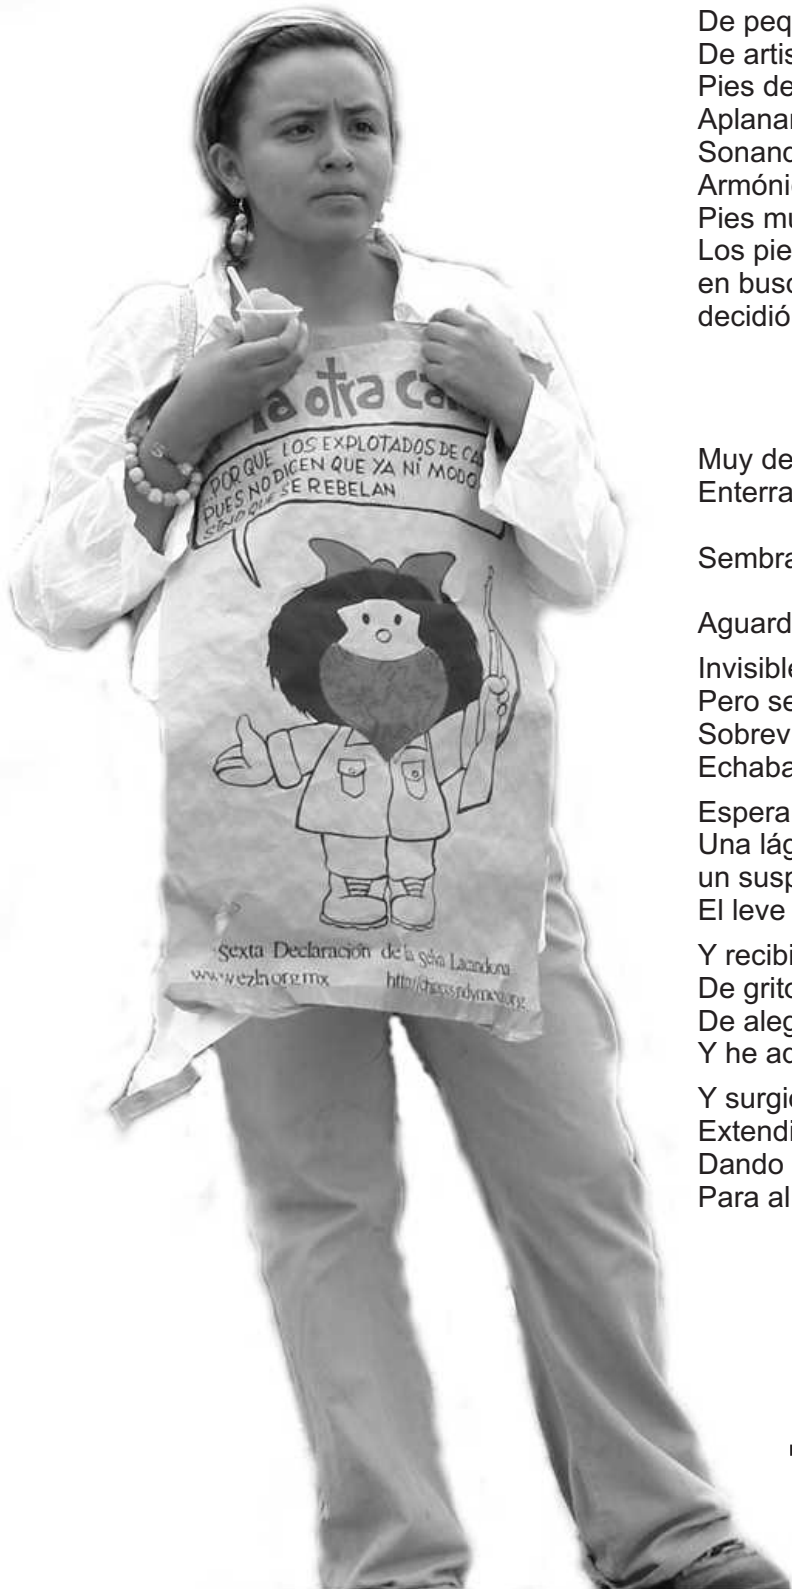 la otra ca
...POR QUE LOS EXPLOTADOS DE CA
PUES NO DICEN QUE YA NI MODO
SINO QUE SE REBELAN
Sexta Declaración de la Selva Lacandona
www.ezln.org.mx
De peq
De artis
Pies de
Aplanar
Sonand
Armóni
Pies mu
Los pie
en busc
decidió
Muy de
Enterra
Sembra
Aguard
Invisible
Pero se
Sobrev
Echaba
Espera
Una lág
un susp
El leve
Y recibi
De grito
De aleg
Y he ac
Y surgi
Extendi
Dando
Para al